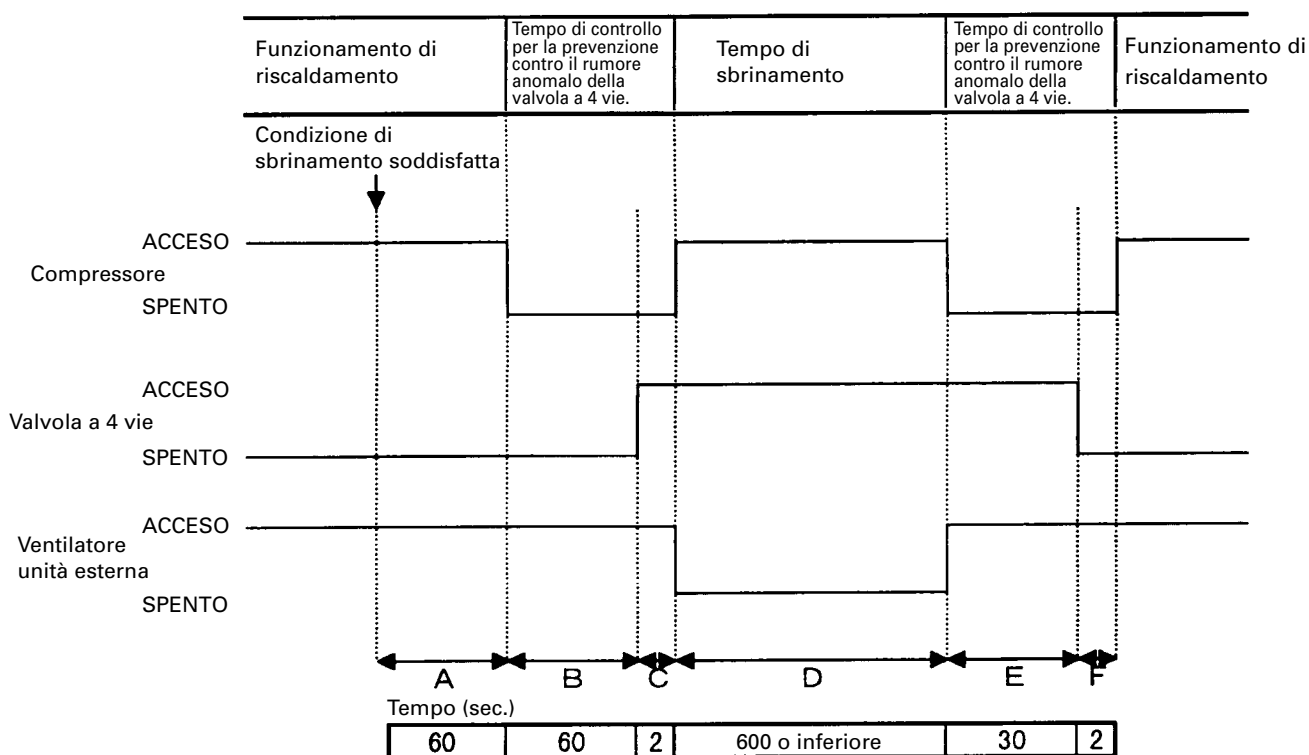 Funzionamento di
riscaldamento
Tempo di controllo
per la prevenzione
contro il rumore
anomalo della
valvola a 4 vie.
Tempo di
sbrinamento
Tempo di controllo
per la prevenzione
contro il rumore
anomalo della
valvola a 4 vie.
Funzionamento di
riscaldamento
Condizione di
sbrinamento soddisfatta
ACCESO
Compressore
SPENTO
ACCESO
Valvola a 4 vie
SPENTO
ACCESO
Ventilatore
unità esterna
SPENTO
A B C D E F
Tempo (sec.)
60 60 2 600 o inferiore 30 2